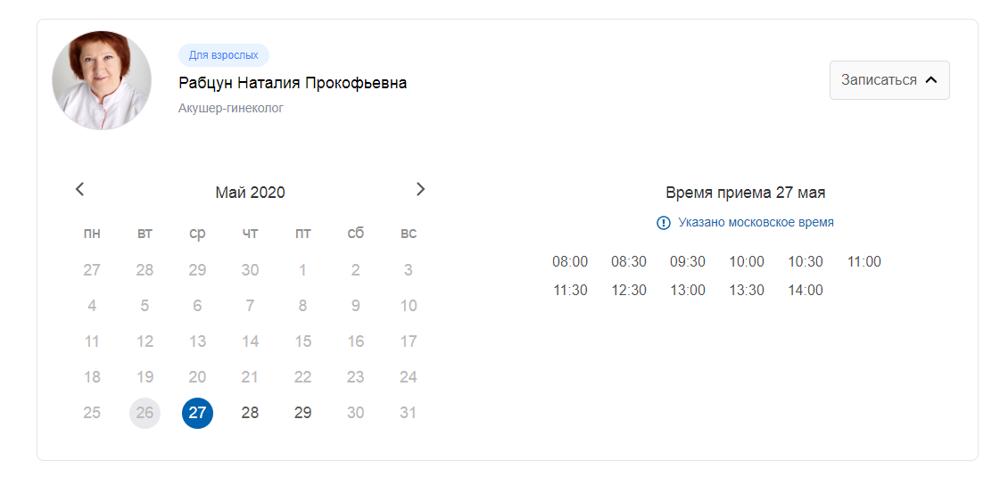 Для взрослых
Рабцун Наталия Прокофьевна
Акушер-гинеколог
Записаться
Май 2020
пн вт ср чт пт сб вс
27 28 29 30 1 2 3
4 5 6 7 8 9 10
11 12 13 14 15 16 17
18 19 20 21 22 23 24
25 26 27 28 29 30 31
Время приема 27 мая
Указано московское время
08:00 08:30 09:30 10:00 10:30 11:00
11:30 12:30 13:00 13:30 14:00